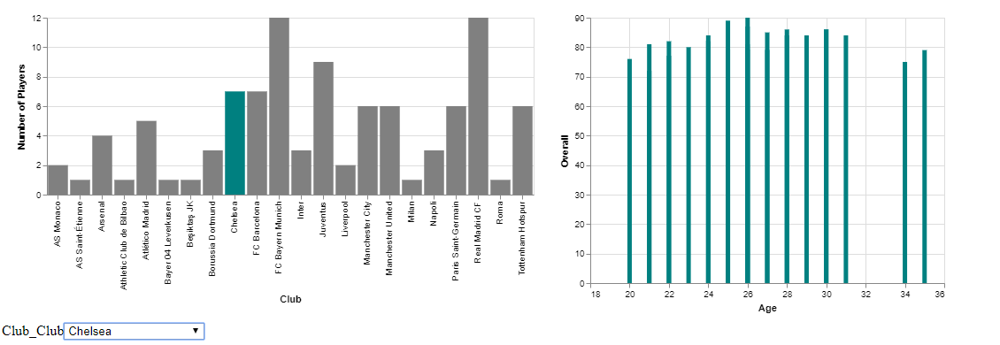 12
10
8
6
4
2
0
Number of Players
AS Monaco
AS Saint-Étienne
Arsenal
Athletic Club de Bilbao
Atlético Madrid
Bayer 04 Leverkusen
Beşiktaş JK
Borussia Dortmund
Chelsea
FC Barcelona
FC Bayern Munich
Inter
Juventus
Liverpool
Manchester City
Manchester United
Milan
Napoli
Paris Saint-Germain
Real Madrid CF
Roma
Tottenham Hotspur
Club
90
80
70
60
50
40
30
20
10
0
Overall
18 20 22 24 26 28 30 32 34 36
Age
Club_Club Chelsea